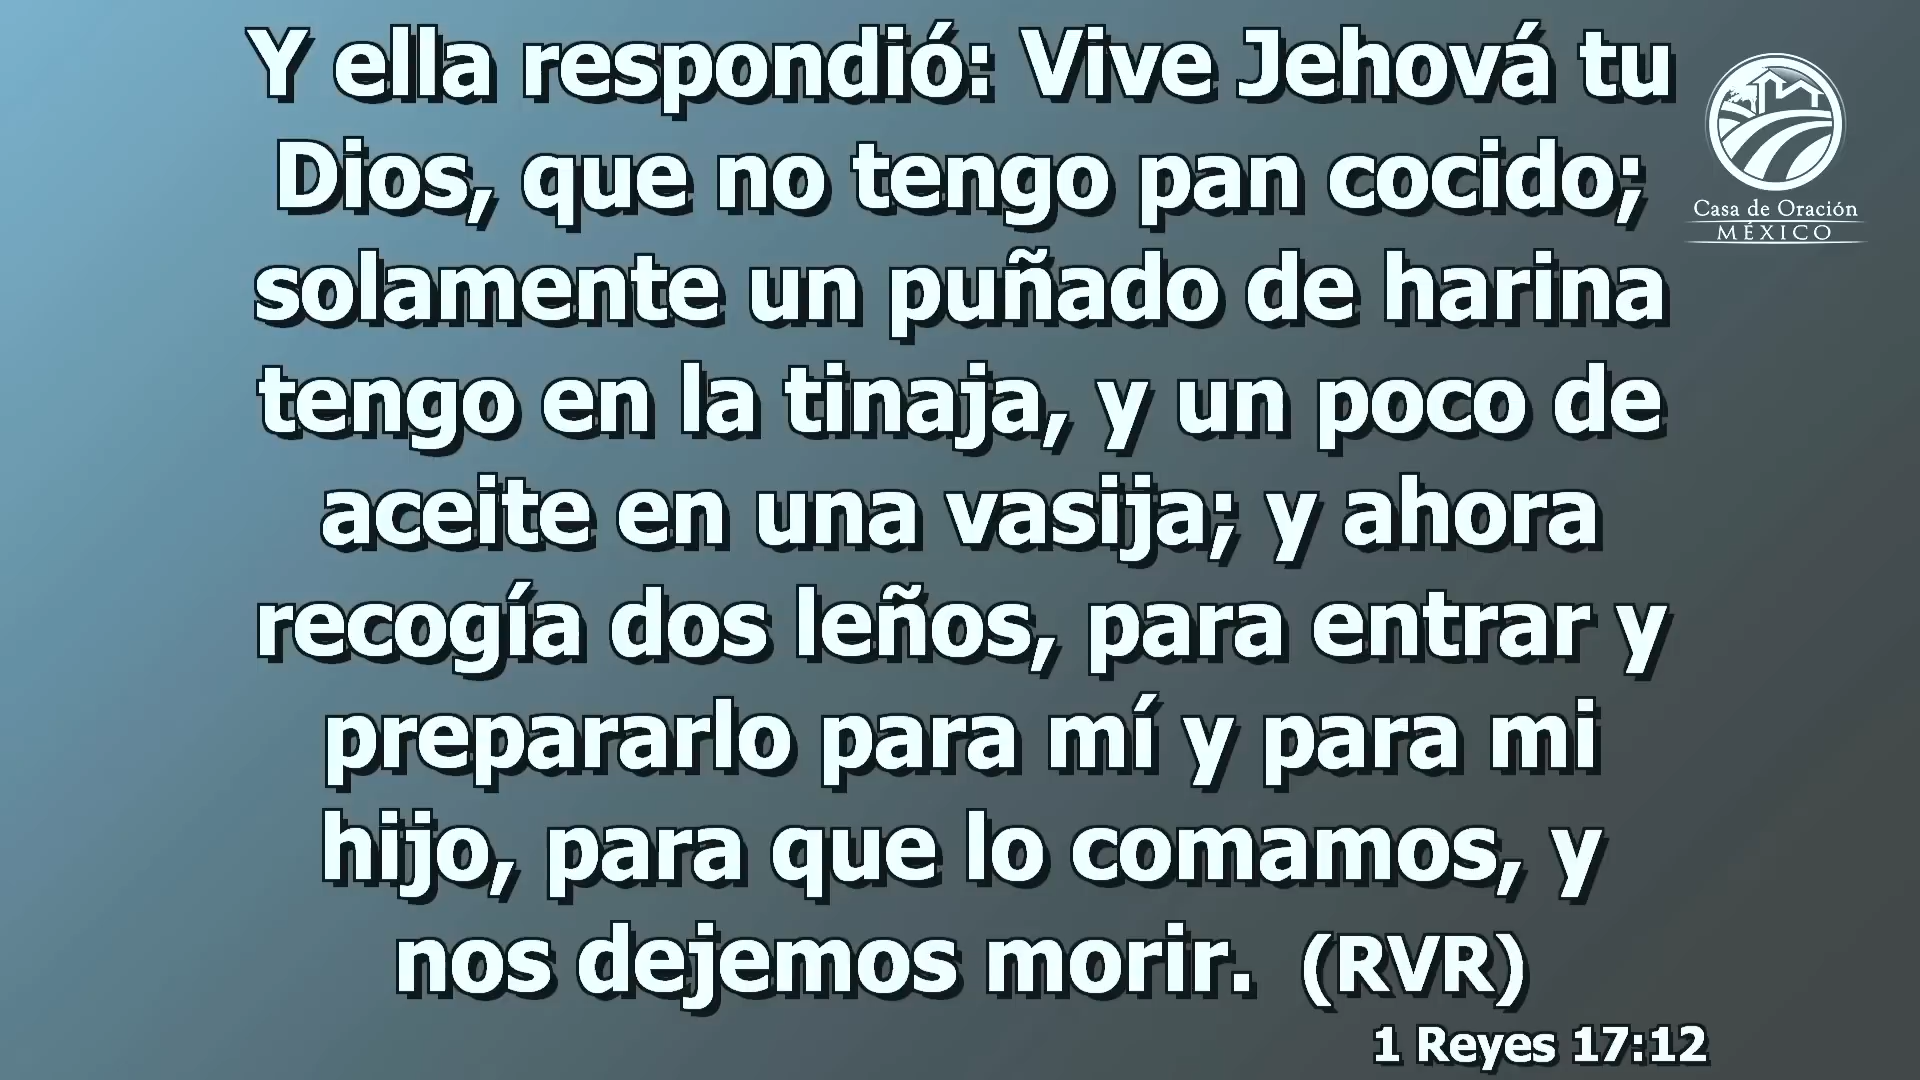 Y ella respondió: Vive Jehová tu
Dios, que no tengo pan cocido;
solamente un puñado de harina
tengo en la tinaja, y un poco de
aceite en una vasija; y ahora
recogía dos leños, para entrar y
prepararlo para mí y para mi
hijo, para que lo comamos, y
nos dejemos morir. (RVR)
1 Reyes 17:12
Casa de Oración
MÉXICO